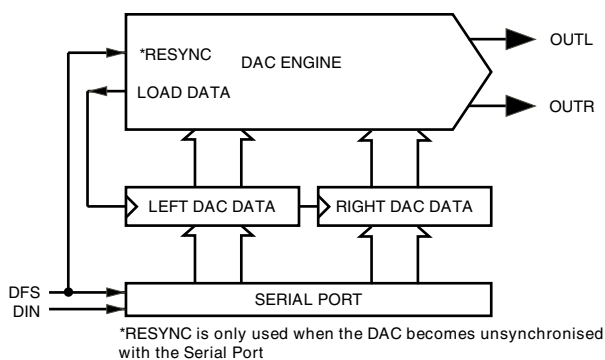 *RESYNC
DAC ENGINE
OUTL
LOAD DATA
OUTR
LEFT DAC DATA
RIGHT DAC DATA
DFS
DIN
SERIAL PORT
*RESYNC is only used when the DAC becomes unsynchronised
with the Serial Port